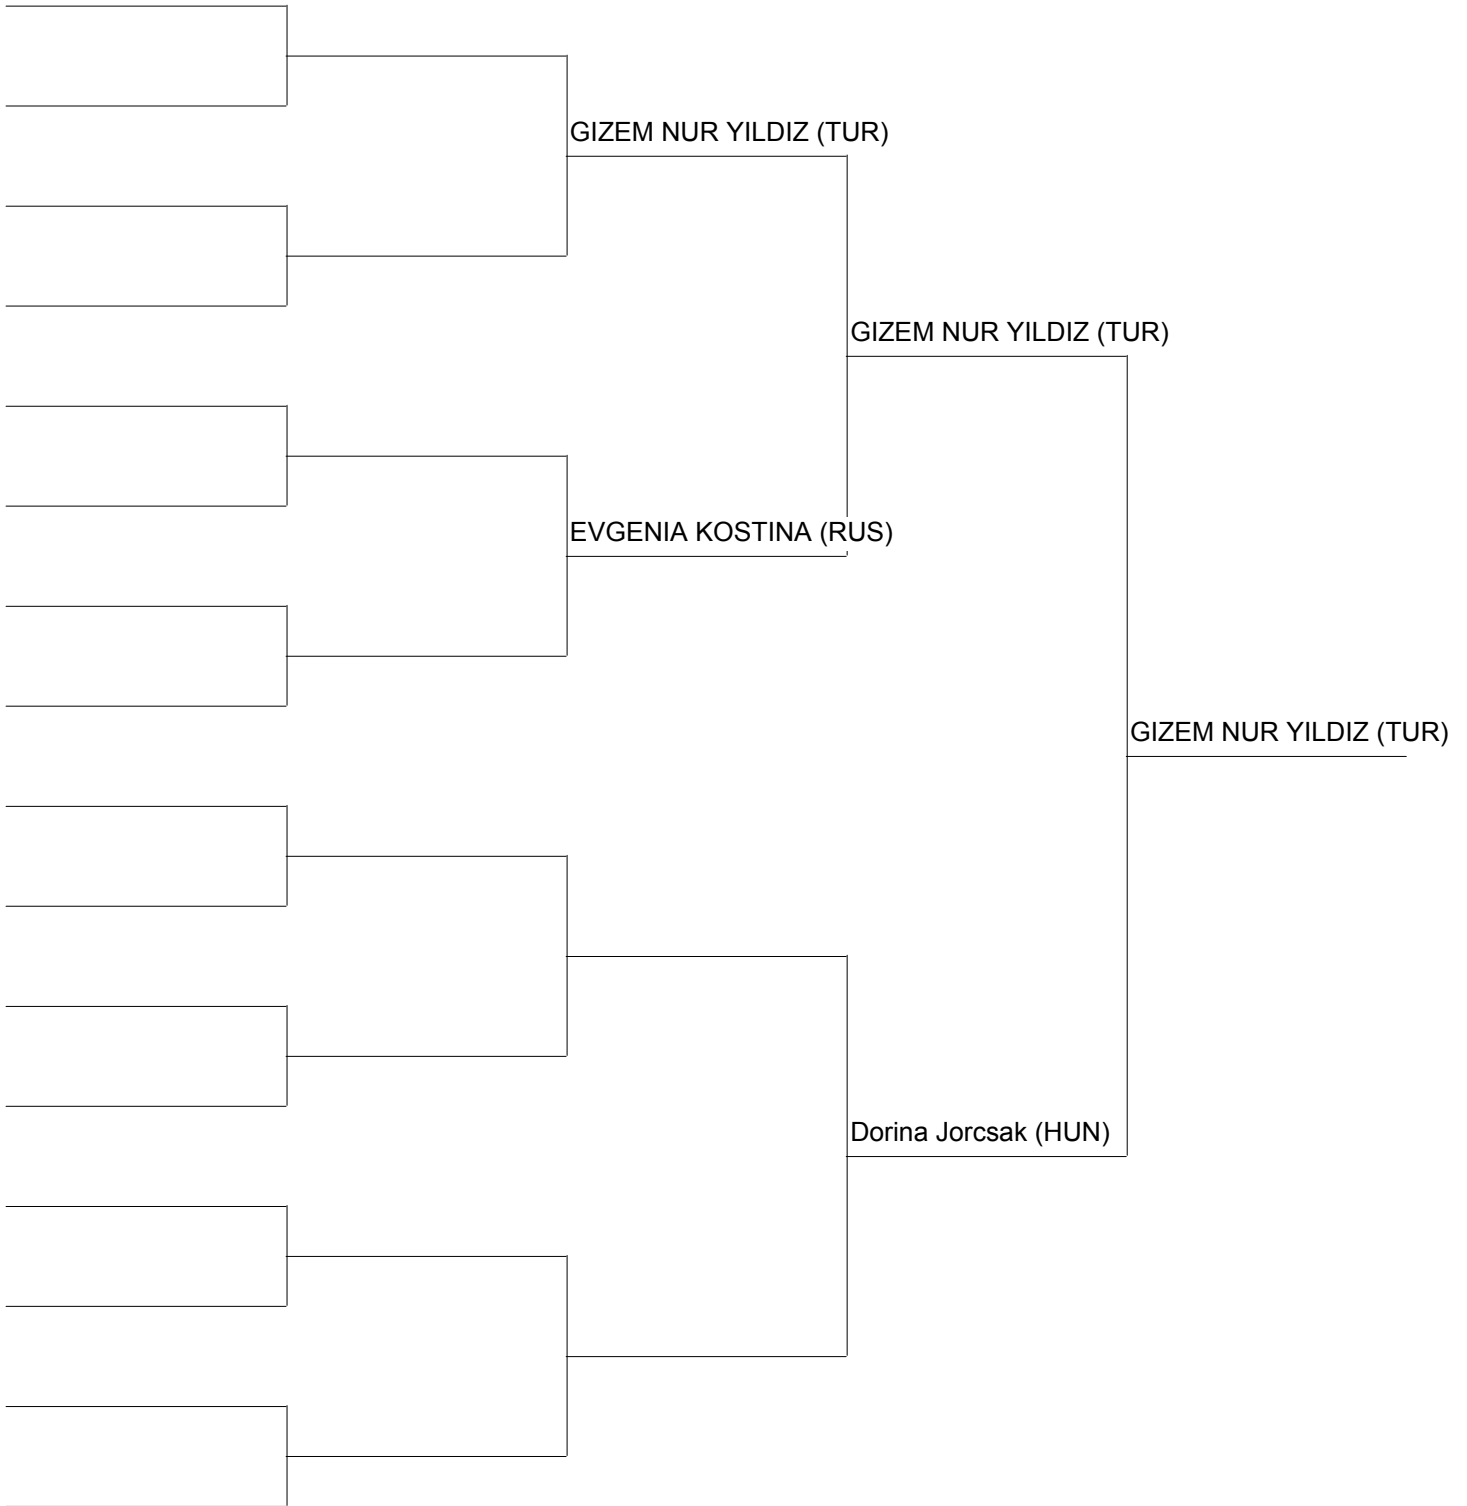 GIZEM NUR YILDIZ (TUR)
GIZEM NUR YILDIZ (TUR)
EVGENIA KOSTINA (RUS)
GIZEM NUR YILDIZ (TUR)
Dorina Jorcsak (HUN)